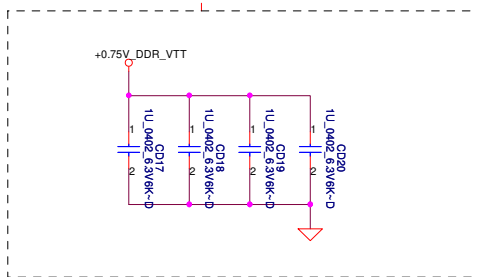 +0.75V_DDR_VTT
1
2
CD17
1U_0402_6.3V6K~D
1
2
CD18
1U_0402_6.3V6K~D
1
2
CD19
1U_0402_6.3V6K~D
1
2
CD20
1U_0402_6.3V6K~D